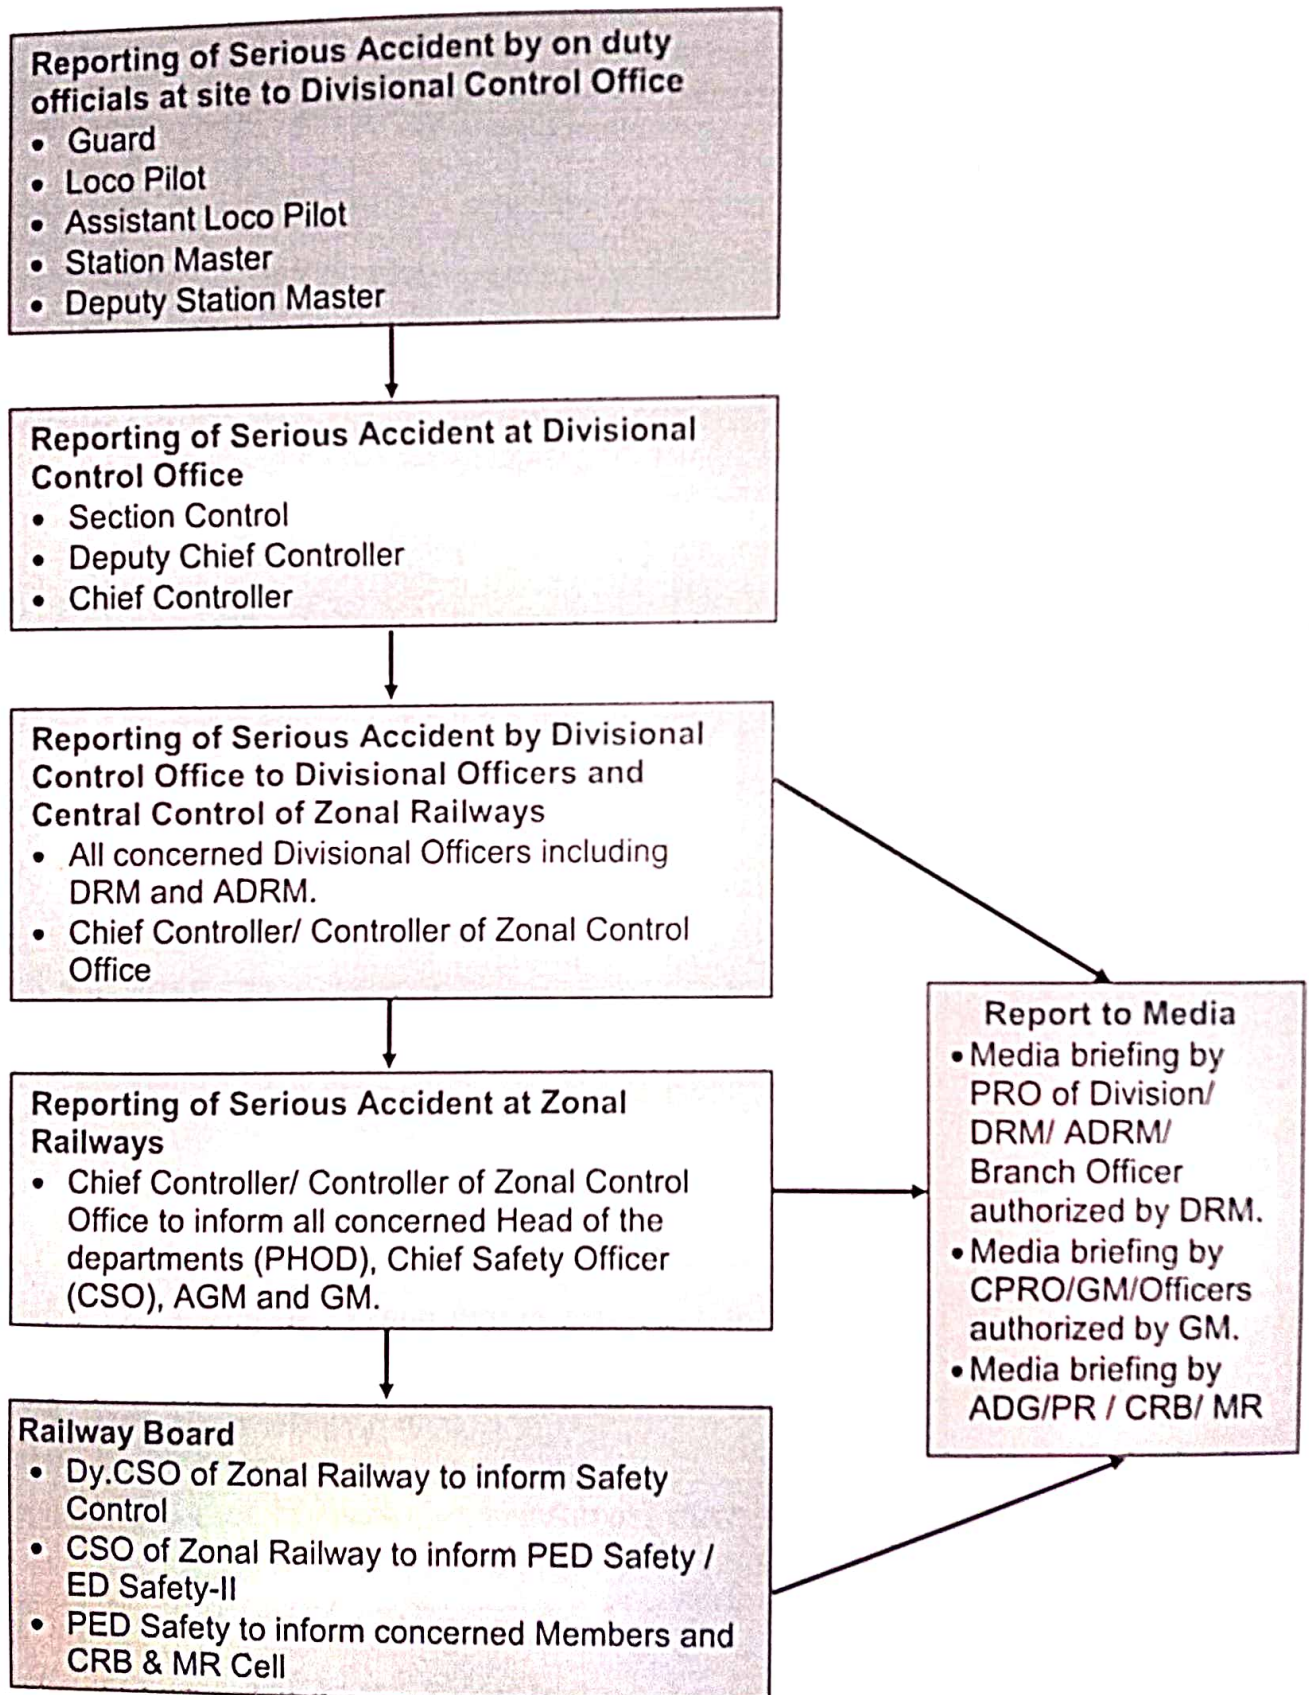 Reporting of Serious Accident by on duty
officials at site to Divisional Control Office
• Guard
• Loco Pilot
• Assistant Loco Pilot
• Station Master
• Deputy Station Master
Reporting of Serious Accident at Divisional
Control Office
• Section Control
• Deputy Chief Controller
• Chief Controller
Reporting of Serious Accident by Divisional
Control Office to Divisional Officers and
Central Control of Zonal Railways
• All concerned Divisional Officers including
DRM and ADRM.
• Chief Controller/ Controller of Zonal Control
Office
Reporting of Serious Accident at Zonal
Railways
• Chief Controller/ Controller of Zonal Control
Office to inform all concerned Head of the
departments (PHOD), Chief Safety Officer
(CSO), AGM and GM.
Railway Board
• Dy.CSO of Zonal Railway to inform Safety
Control
• CSO of Zonal Railway to inform PED Safety /
ED Safety-II
• PED Safety to inform concerned Members and
CRB & MR Cell
Report to Media
• Media briefing by
PRO of Division/
DRM/ ADRM/
Branch Officer
authorized by DRM.
• Media briefing by
CPRO/GM/Officers
authorized by GM.
• Media briefing by
ADG/PR / CRB/ MR